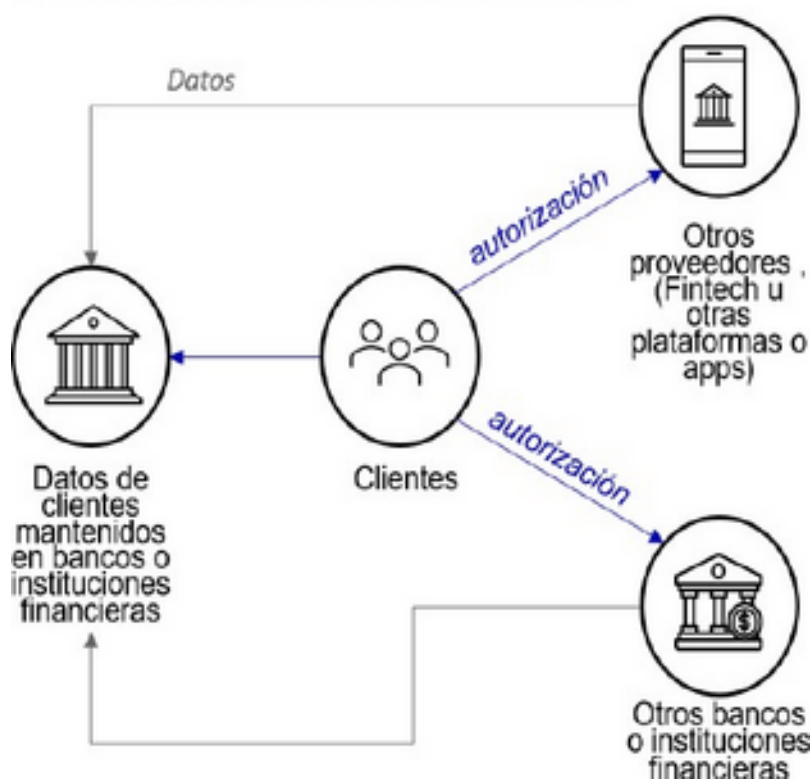 Datos
autorización
Otros
proveedores .
(Fintech u
otras
plataformas o
apps)
Datos de
clientes
mantenidos
en bancos o
instituciones
financieras
Clientes
autorización
$
Otros bancos
o instituciones
financieras